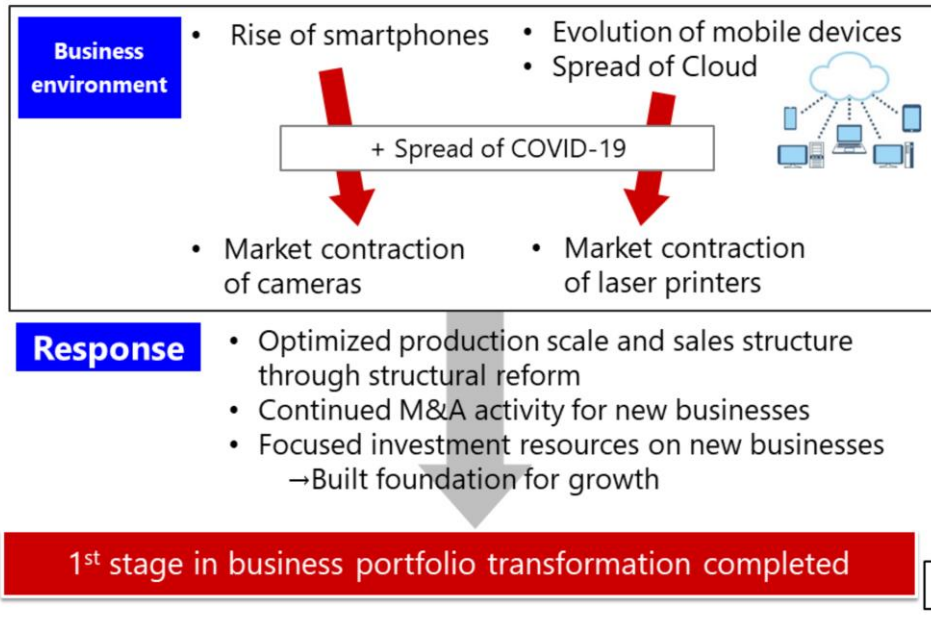 Business
environment
• Rise of smartphones
• Evolution of mobile devices
• Spread of Cloud
+ Spread of COVID-19
• Market contraction
of cameras
• Market contraction
of laser printers
Response
• Optimized production scale and sales structure
through structural reform
• Continued M&A activity for new businesses
• Focused investment resources on new businesses
→Built foundation for growth
1st stage in business portfolio transformation completed